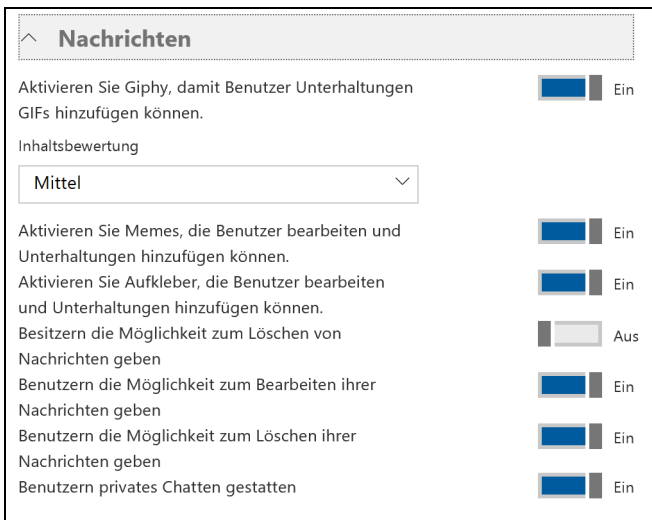 Nachrichten
Aktivieren Sie Giphy, damit Benutzer Unterhaltungen Ein
GIFs hinzufügen können.
Inhaltsbewertung
Mittel
Aktivieren Sie Memes, die Benutzer bearbeiten und Ein
Unterhaltungen hinzufügen können.
Aktivieren Sie Aufkleber, die Benutzer bearbeiten Ein
und Unterhaltungen hinzufügen können.
Besitzern die Möglichkeit zum Löschen von Aus
Nachrichten geben
Benutzern die Möglichkeit zum Bearbeiten ihrer Ein
Nachrichten geben
Benutzern die Möglichkeit zum Löschen ihrer Ein
Nachrichten geben
Benutzern privates Chatten gestatten Ein